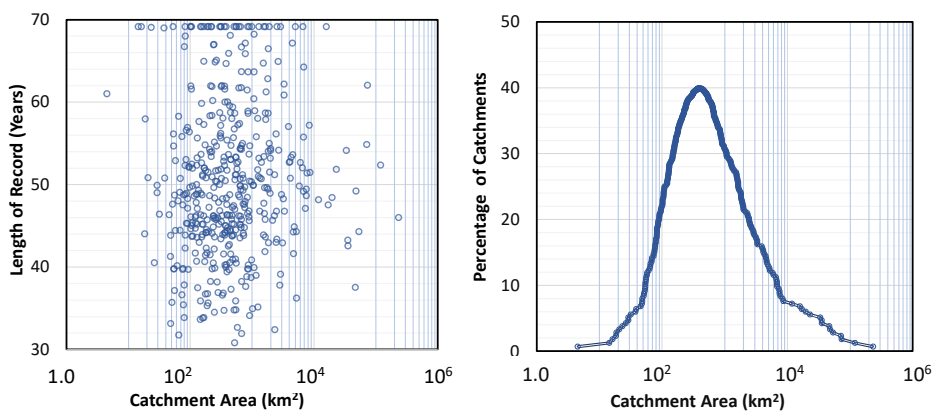 70
60
50
40
30
Length of Record (Years)
1.0 10² 10⁴ 10⁶
Catchment Area (km²)
50
40
30
20
10
0
Percentage of Catchments
1.0 10² 10⁴ 10⁶
Catchment Area (km²)